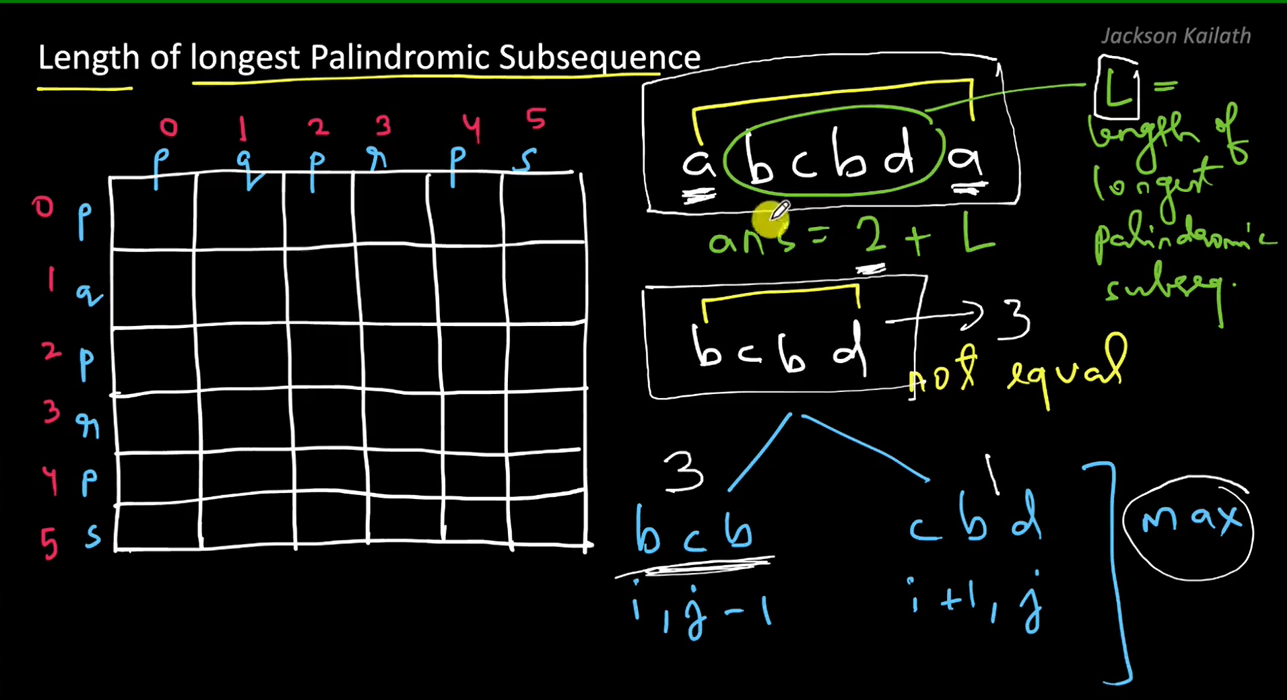 Jackson Kailath
Length of longest Palindromic Subsequence
0 1 2 3 4 5
p q p r p s
0 p
1 q
2 p
3 r
4 p
5 s
a b c b d a
ans = 2 + L
L =
length of
longest
palindromic
subseq.
b c b d → 3
not equal
3
b c b
i, j - 1
1
c b d
i + 1, j
max